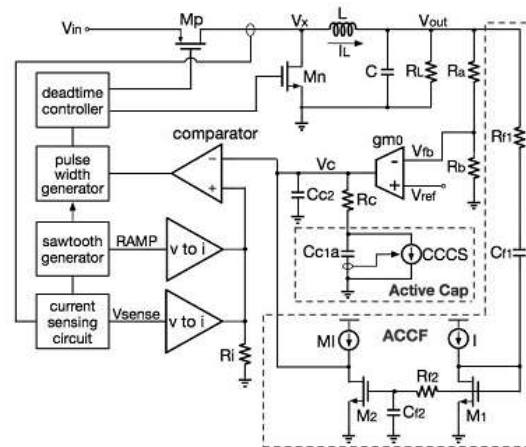 Vin
Mp
Vx
L
IL
Vout
Mn
C
RL
Ra
Rf1
deadtime controller
comparator
gm0
Vfb
Vref
Rb
pulse width generator
−
+
Vc
Cc2
Rc
−
+
sawtooth generator
RAMP
v to i
Cc1a
CCCS
Active Cap
Cf1
current sensing circuit
Vsense
v to i
Ri
MI
ACCF
I
Rf2
Cf2
M2
M1